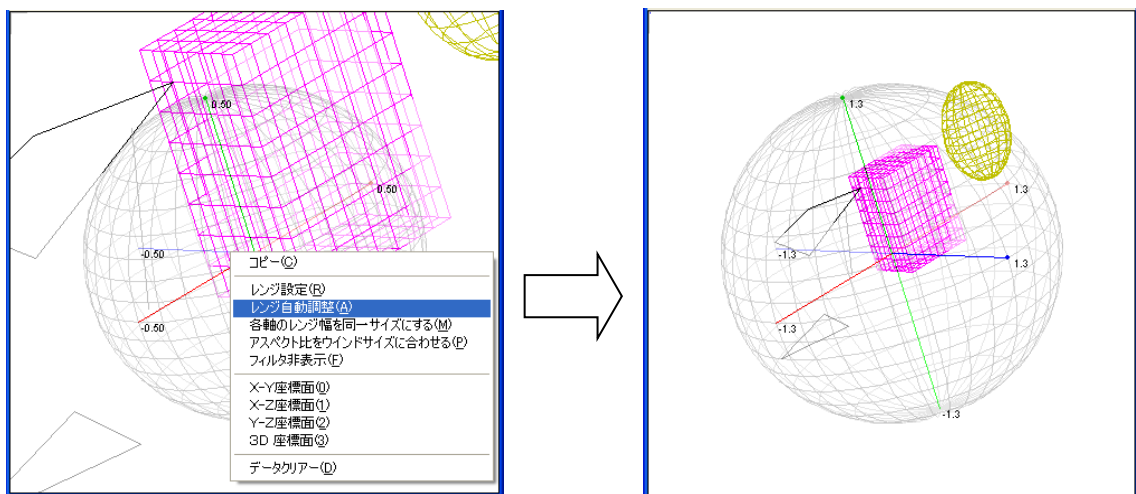 0.50
0.50
-0.50
-0.50
コピー(C)
レンジ設定(R)
レンジ自動調整(A)
各軸のレンジ幅を同一サイズにする(M)
アスペクト比をウインドサイズに合わせる(P)
フィルタ非表示(F)
X-Y座標面(0)
X-Z座標面(1)
Y-Z座標面(2)
3D 座標面(3)
データクリアー(D)
1.3
1.3
-1.3
1.3
-1.3
-1.3